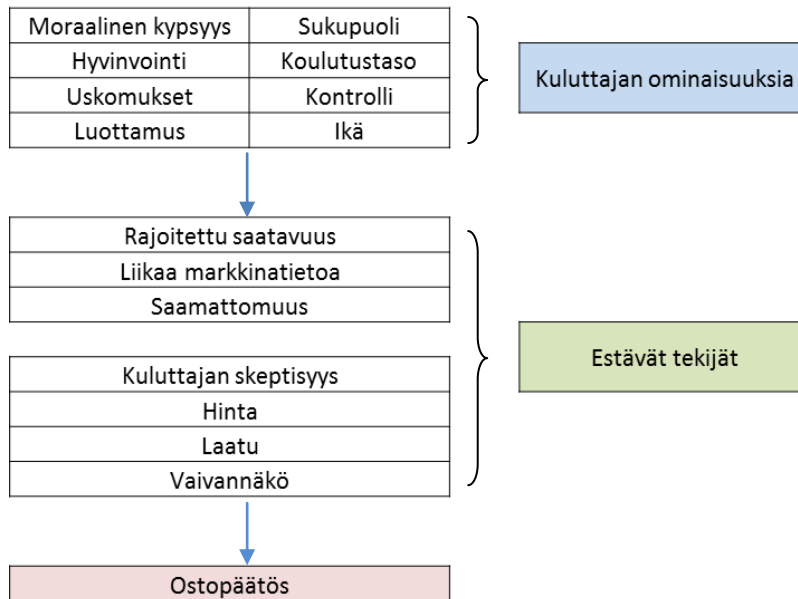 Moraalinen kypsyys Sukupuoli
Hyvinvointi Koulutustaso
Uskomukset Kontrolli
Luottamus Ikä
Kuluttajan ominaisuuksia
Rajoitettu saatavuus
Liikaa markkinatietoa
Saamattomuus
Kuluttajan skeptisyys
Hinta
Laatu
Vaivannäkö
Estävät tekijät
Ostopäätös